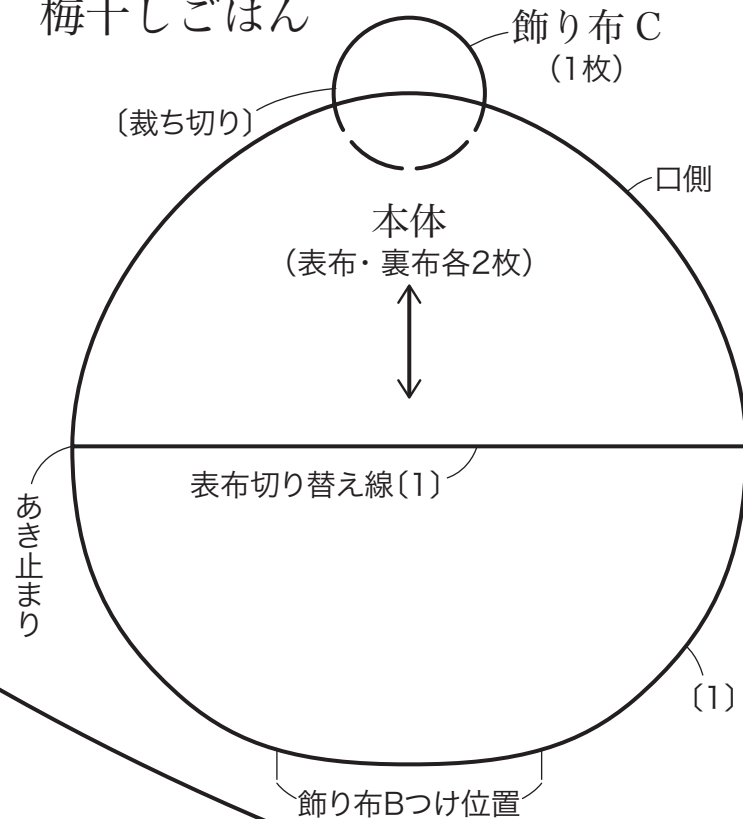 梅干しごはん
飾り布 C
(1枚)
〔裁ち切り〕
口側
本体
(表布・裏布各2枚)
表布切り替え線〔1〕
あき止まり
〔1〕
飾り布Bつけ位置